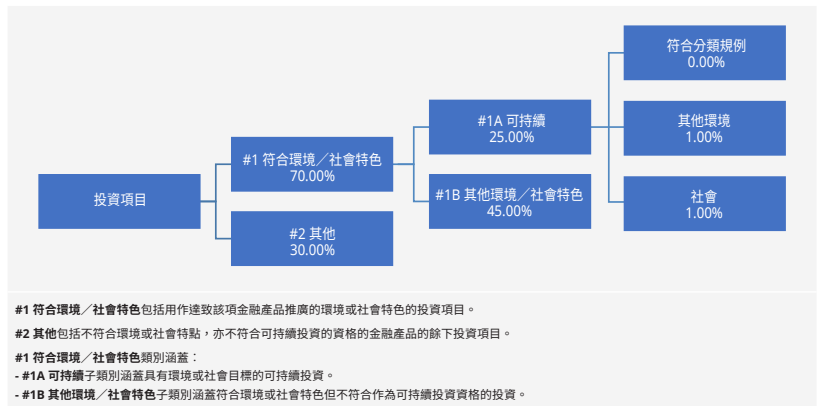 投資項目
#1 符合環境／社會特色
70.00%
#2 其他
30.00%
#1A 可持續
25.00%
#1B 其他環境／社會特色
45.00%
符合分類規例
0.00%
其他環境
1.00%
社會
1.00%
#1 符合環境／社會特色包括用作達致該項金融產品推廣的環境或社會特色的投資項目。
#2 其他包括不符合環境或社會特點，亦不符合可持續投資的資格的金融產品的餘下投資項目。
#1 符合環境／社會特色類別涵蓋：
- #1A 可持續子類別涵蓋具有環境或社會目標的可持續投資。
- #1B 其他環境／社會特色子類別涵蓋符合環境或社會特色但不符合作為可持續投資資格的投資。